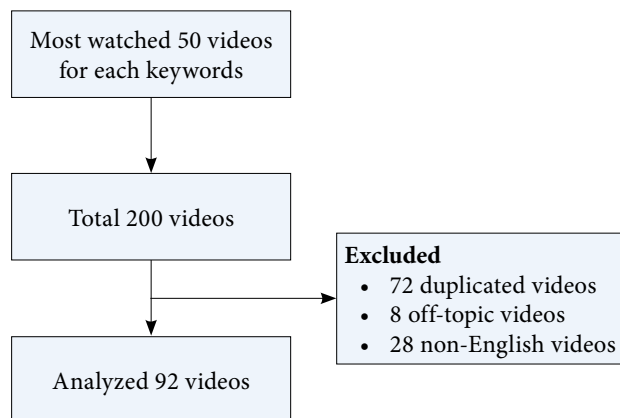 Most watched 50 videos
for each keywords
Total 200 videos
Excluded
• 72 duplicated videos
• 8 off-topic videos
• 28 non-English videos
Analyzed 92 videos